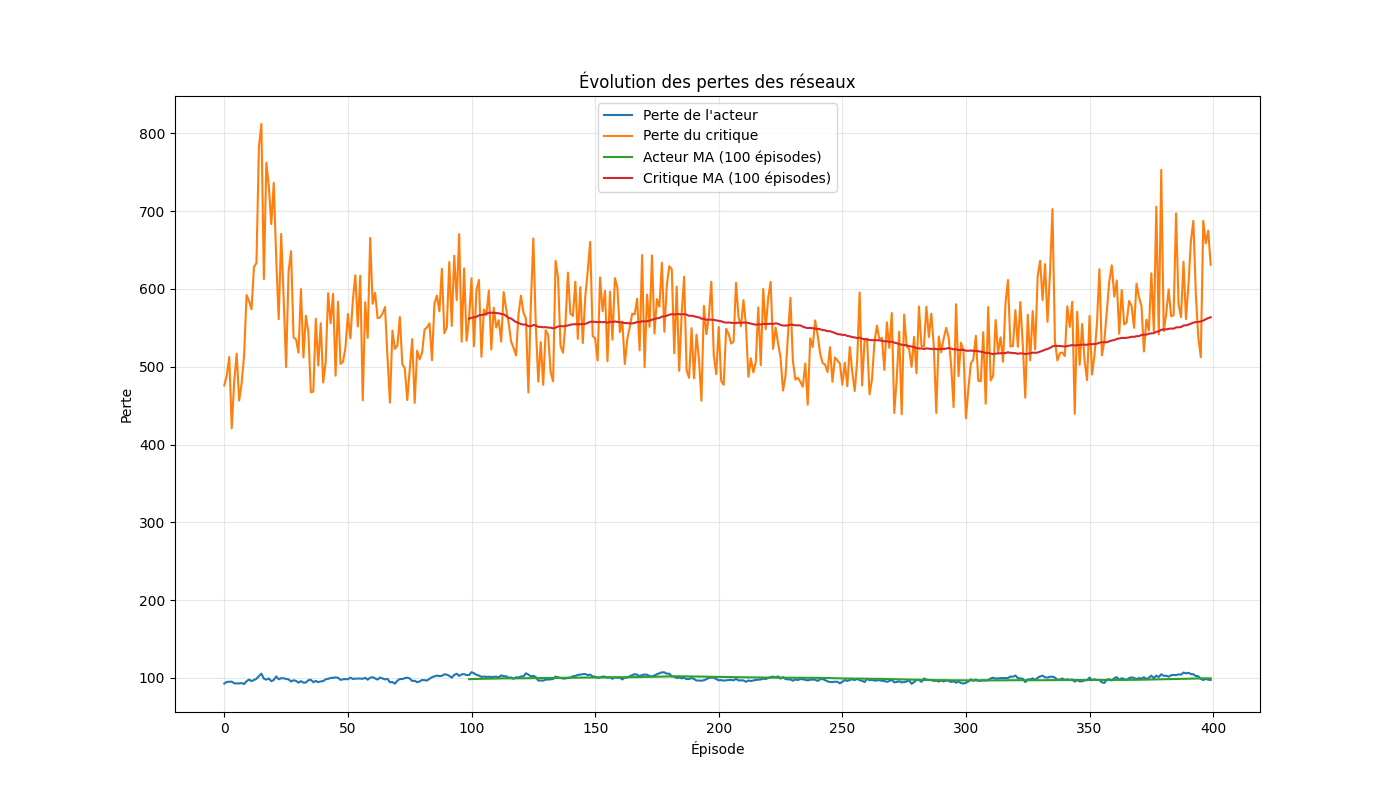 Évolution des pertes des réseaux
Perte de l'acteur
Perte du critique
Acteur MA (100 épisodes)
Critique MA (100 épisodes)
800
700
600
500
400
300
200
100
Perte
0 50 100 150 200 250 300 350 400
Épisode